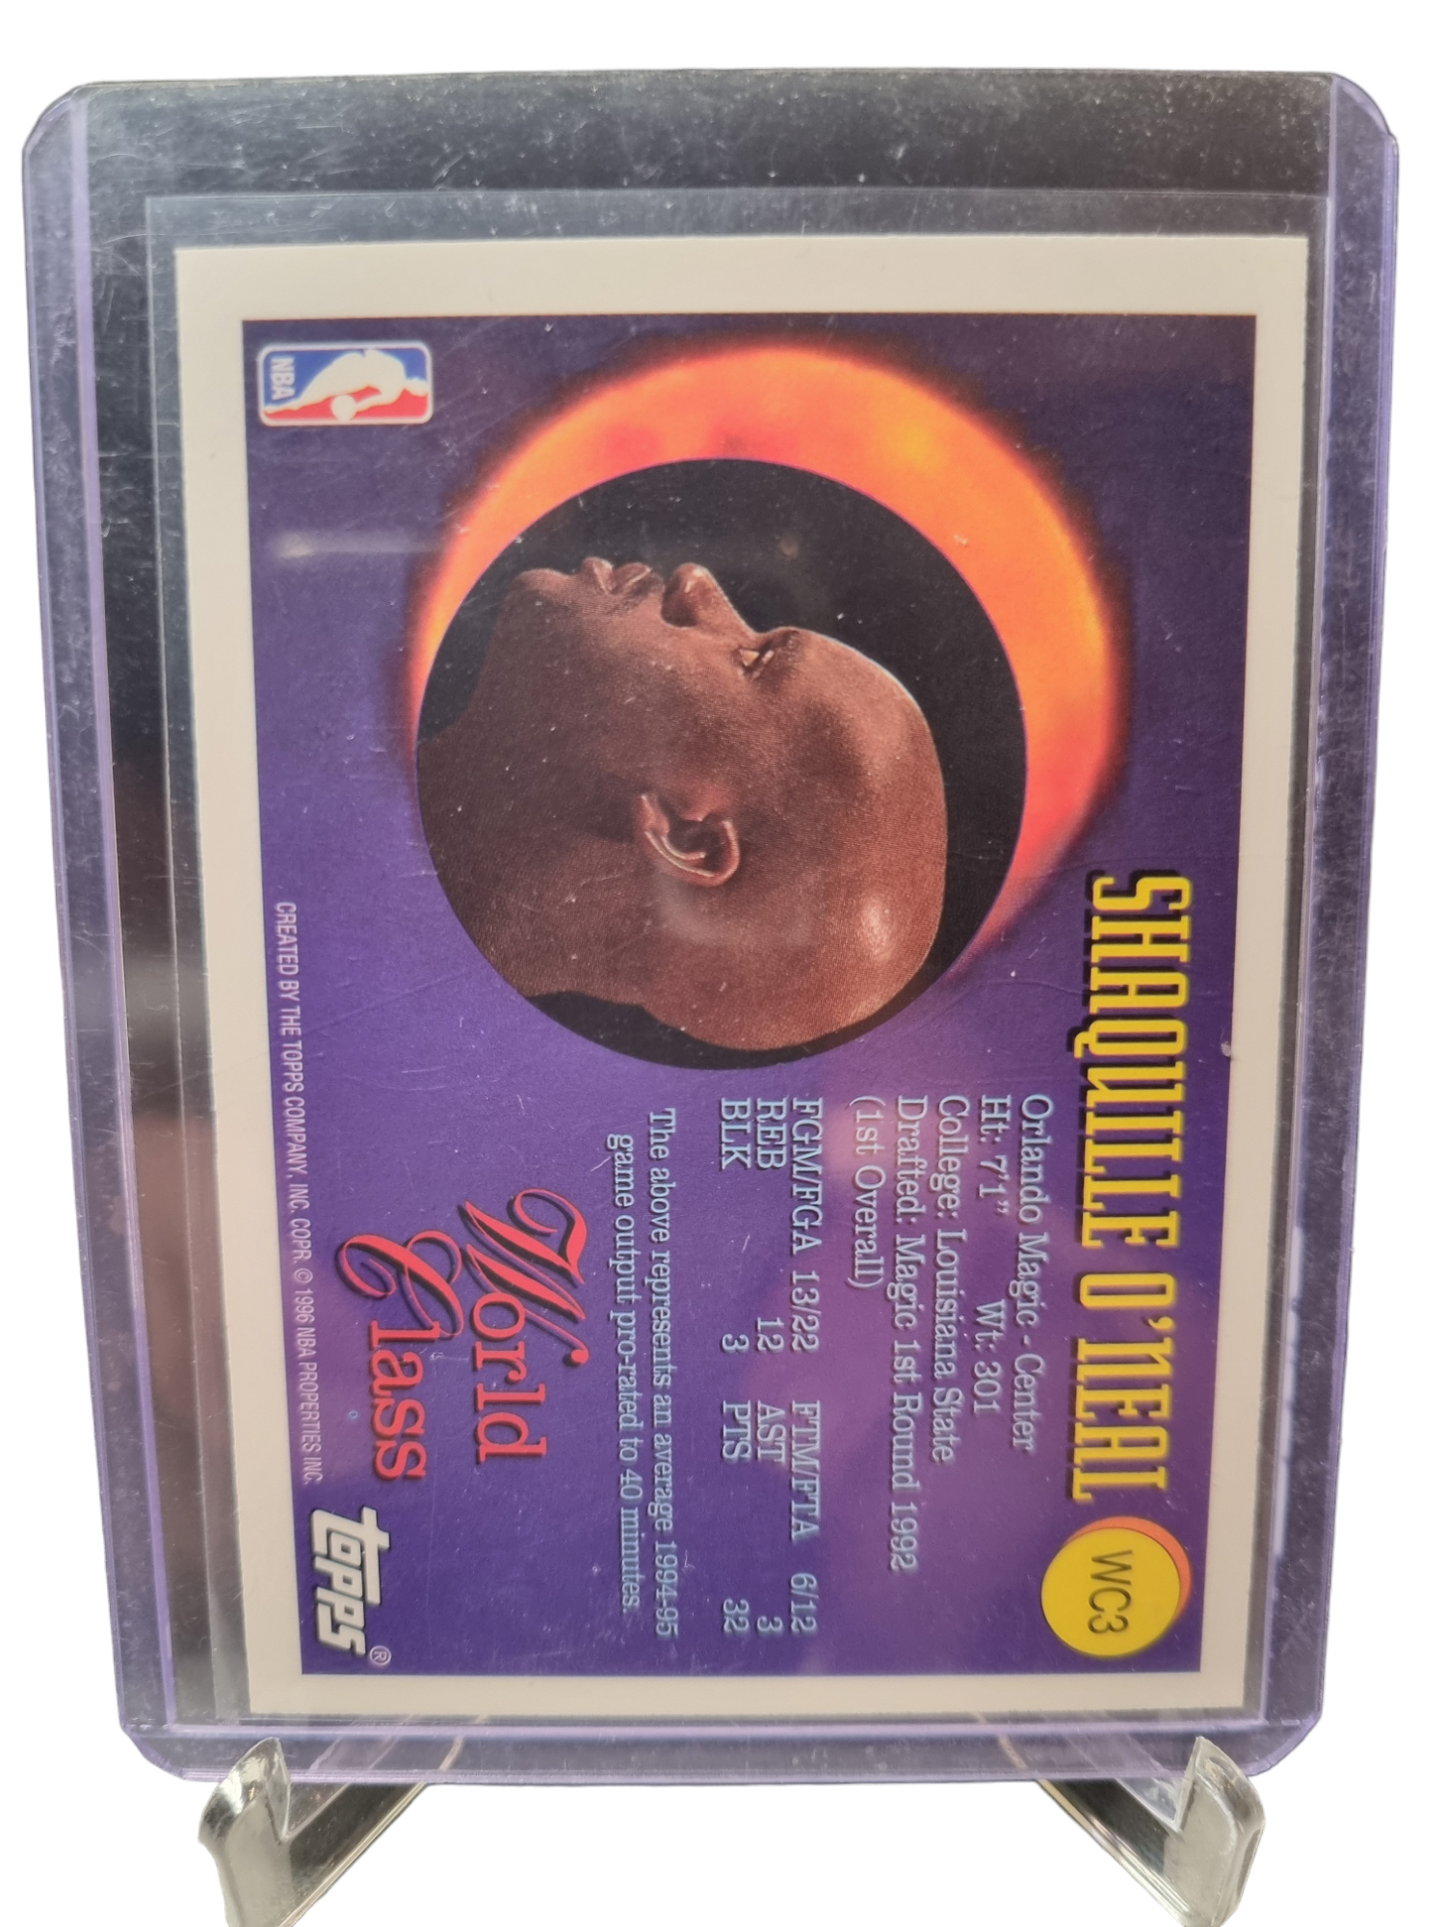 SHAQUILLE O'NEAL
WC3
Orlando Magic - Center
Ht: 7'1" Wt: 301
College: Louisiana State
Drafted: Magic 1st Round 1992
(1st Overall)
FGM/FGA 13/22 FTM/FTA 6/12
REB 12 AST 3
BLK 3 PTS 32
The above represents an average 1994-95
game output pro-rated to 40 minutes.
World
Class
NBA
CREATED BY THE TOPPS COMPANY, INC. COPR. © 1996 NBA PROPERTIES INC.
topps®